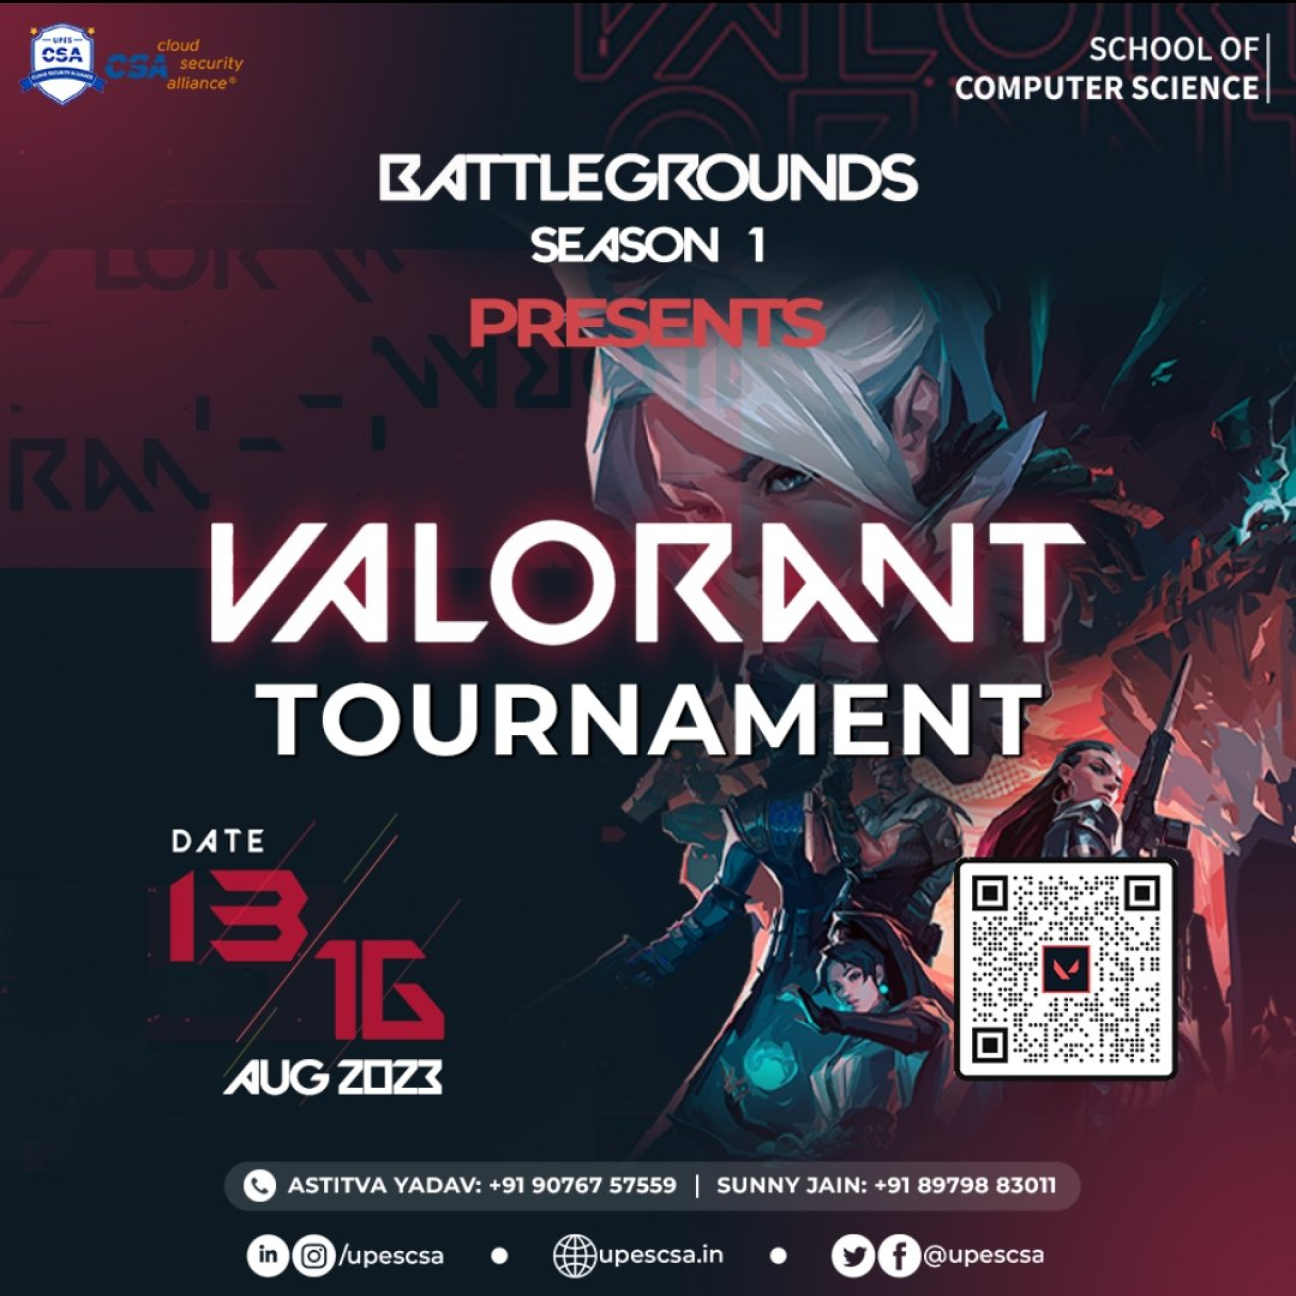 UPES
CSA
CLOUD SECURITY ALLIANCE
CSA cloud security alliance®
SCHOOL OF
COMPUTER SCIENCE
BATTLEGROUNDS
SEASON 1
PRESENTS
VALORANT
TOURNAMENT
DATE
13
16
AUG 2023
ASTITVA YADAV: +91 90767 57559 | SUNNY JAIN: +91 89798 83011
in /upescsa • upescsa.in • f @upescsa